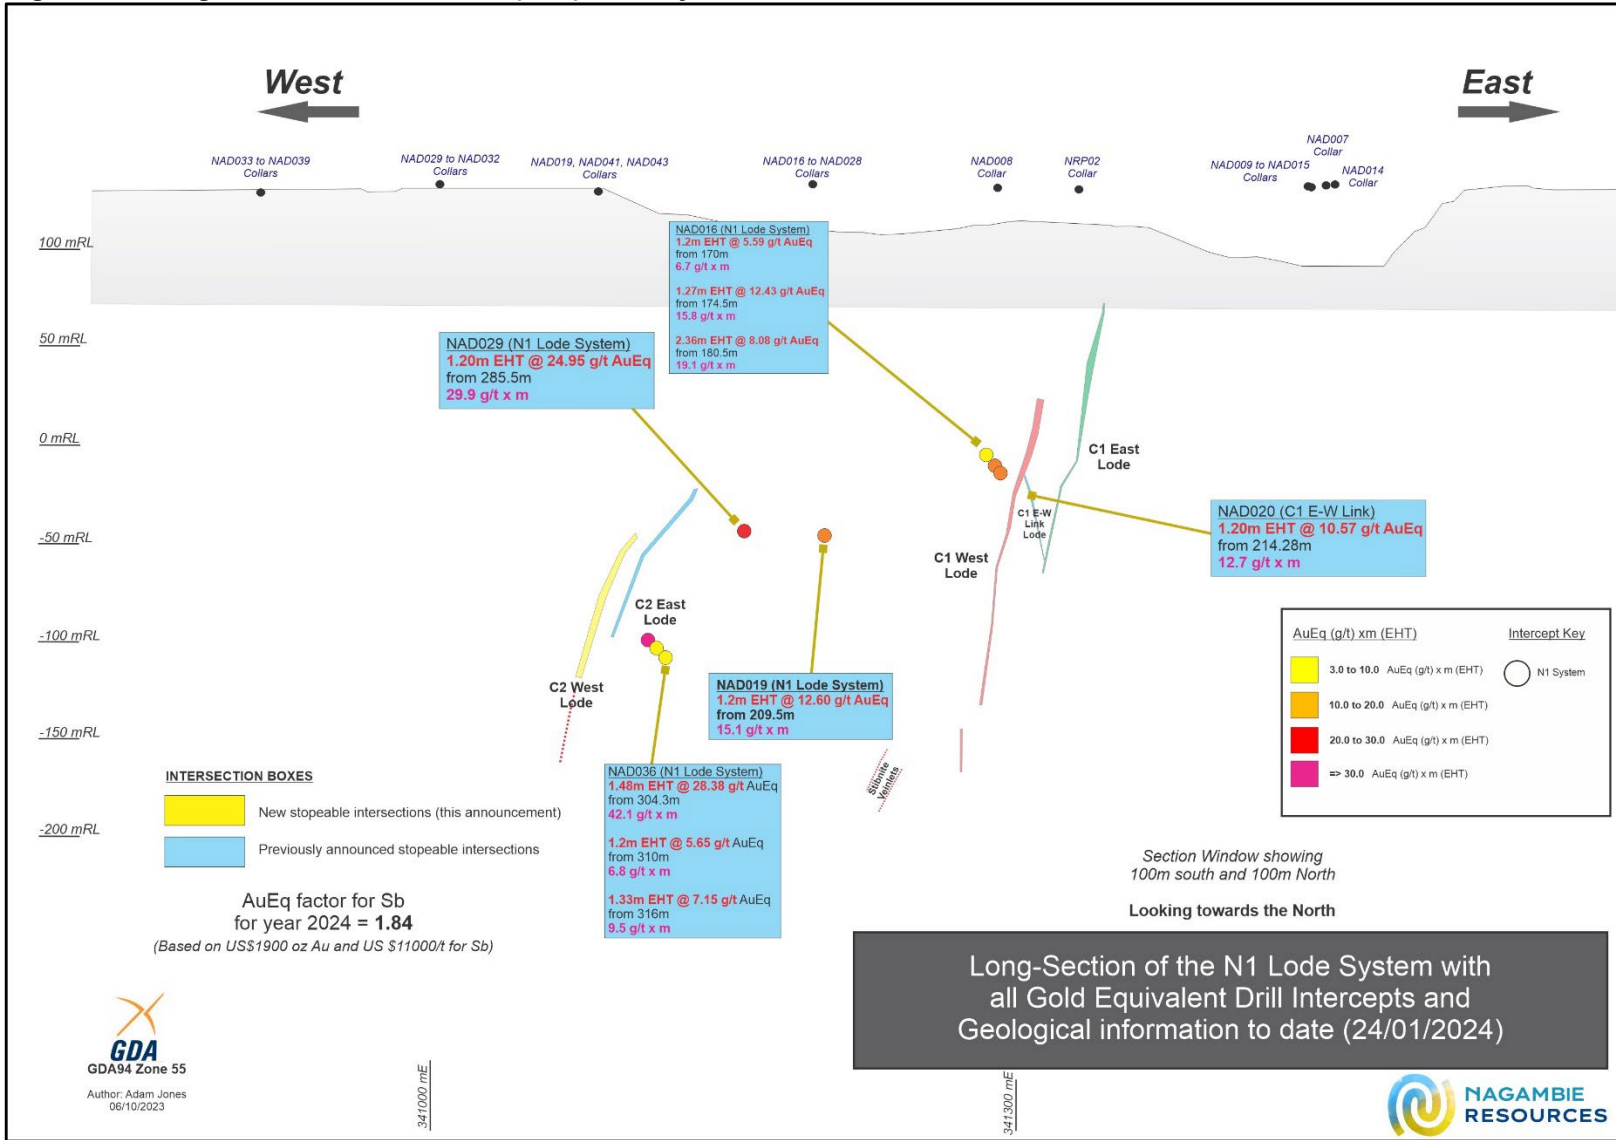 West
East
NAD033 to NAD039
Collars
NAD029 to NAD032
Collars
NAD019, NAD041, NAD043
Collars
NAD016 to NAD028
Collars
NAD008
Collar
NRP02
Collar
NAD009 to NAD015
Collars
NAD007
Collar
NAD014
Collar
100 mRL
50 mRL
0 mRL
-50 mRL
-100 mRL
-150 mRL
-200 mRL
NAD016 (N1 Lode System)
1.2m EHT @ 5.59 g/t AuEq
from 170m
6.7 g/t x m
1.27m EHT @ 12.43 g/t AuEq
from 174.5m
15.8 g/t x m
2.36m EHT @ 8.08 g/t AuEq
from 180.5m
19.1 g/t x m
NAD029 (N1 Lode System)
1.20m EHT @ 24.95 g/t AuEq
from 285.5m
29.9 g/t x m
C1 East
Lode
C1 E-W
Link
Lode
C1 West
Lode
NAD020 (C1 E-W Link)
1.20m EHT @ 10.57 g/t AuEq
from 214.28m
12.7 g/t x m
C2 East
Lode
C2 West
Lode
NAD019 (N1 Lode System)
1.2m EHT @ 12.60 g/t AuEq
from 209.5m
15.1 g/t x m
Stibnite
Veinlets
NAD036 (N1 Lode System)
1.48m EHT @ 28.38 g/t AuEq
from 304.3m
42.1 g/t x m
1.2m EHT @ 5.65 g/t AuEq
from 310m
6.8 g/t x m
1.33m EHT @ 7.15 g/t AuEq
from 316m
9.5 g/t x m
AuEq (g/t) xm (EHT)
Intercept Key
3.0 to 10.0 AuEq (g/t) x m (EHT)
N1 System
10.0 to 20.0 AuEq (g/t) x m (EHT)
20.0 to 30.0 AuEq (g/t) x m (EHT)
=> 30.0 AuEq (g/t) x m (EHT)
INTERSECTION BOXES
New stopeable intersections (this announcement)
Previously announced stopeable intersections
AuEq factor for Sb
for year 2024 = 1.84
(Based on US$1900 oz Au and US $11000/t for Sb)
Section Window showing
100m south and 100m North
Looking towards the North
Long-Section of the N1 Lode System with
all Gold Equivalent Drill Intercepts and
Geological information to date (24/01/2024)
GDA
GDA94 Zone 55
Author: Adam Jones
06/10/2023
341000 mE
341300 mE
NAGAMBIE
RESOURCES